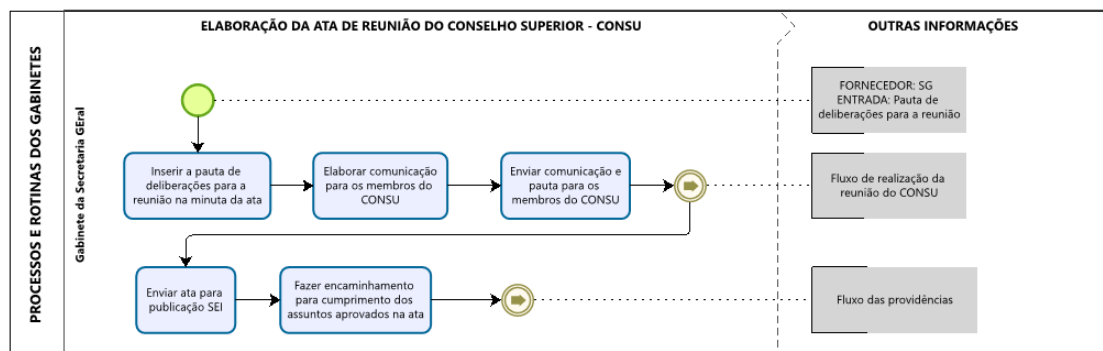 PROCESSOS E ROTINAS DOS GABINETES
Gabinete da Secretaria GEral
ELABORAÇÃO DA ATA DE REUNIÃO DO CONSELHO SUPERIOR - CONSU
OUTRAS INFORMAÇÕES
FORNECEDOR: SG
ENTRADA: Pauta de
deliberações para a reunião
Inserir a pauta de
deliberações para a
reunião na minuta da ata
Elaborar comunicação
para os membros do
CONSU
Enviar comunicação e
pauta para os
membros do CONSU
Fluxo de realização da
reunião do CONSU
Enviar ata para
publicação SEI
Fazer encaminhamento
para cumprimento dos
assuntos aprovados na ata
Fluxo das providências